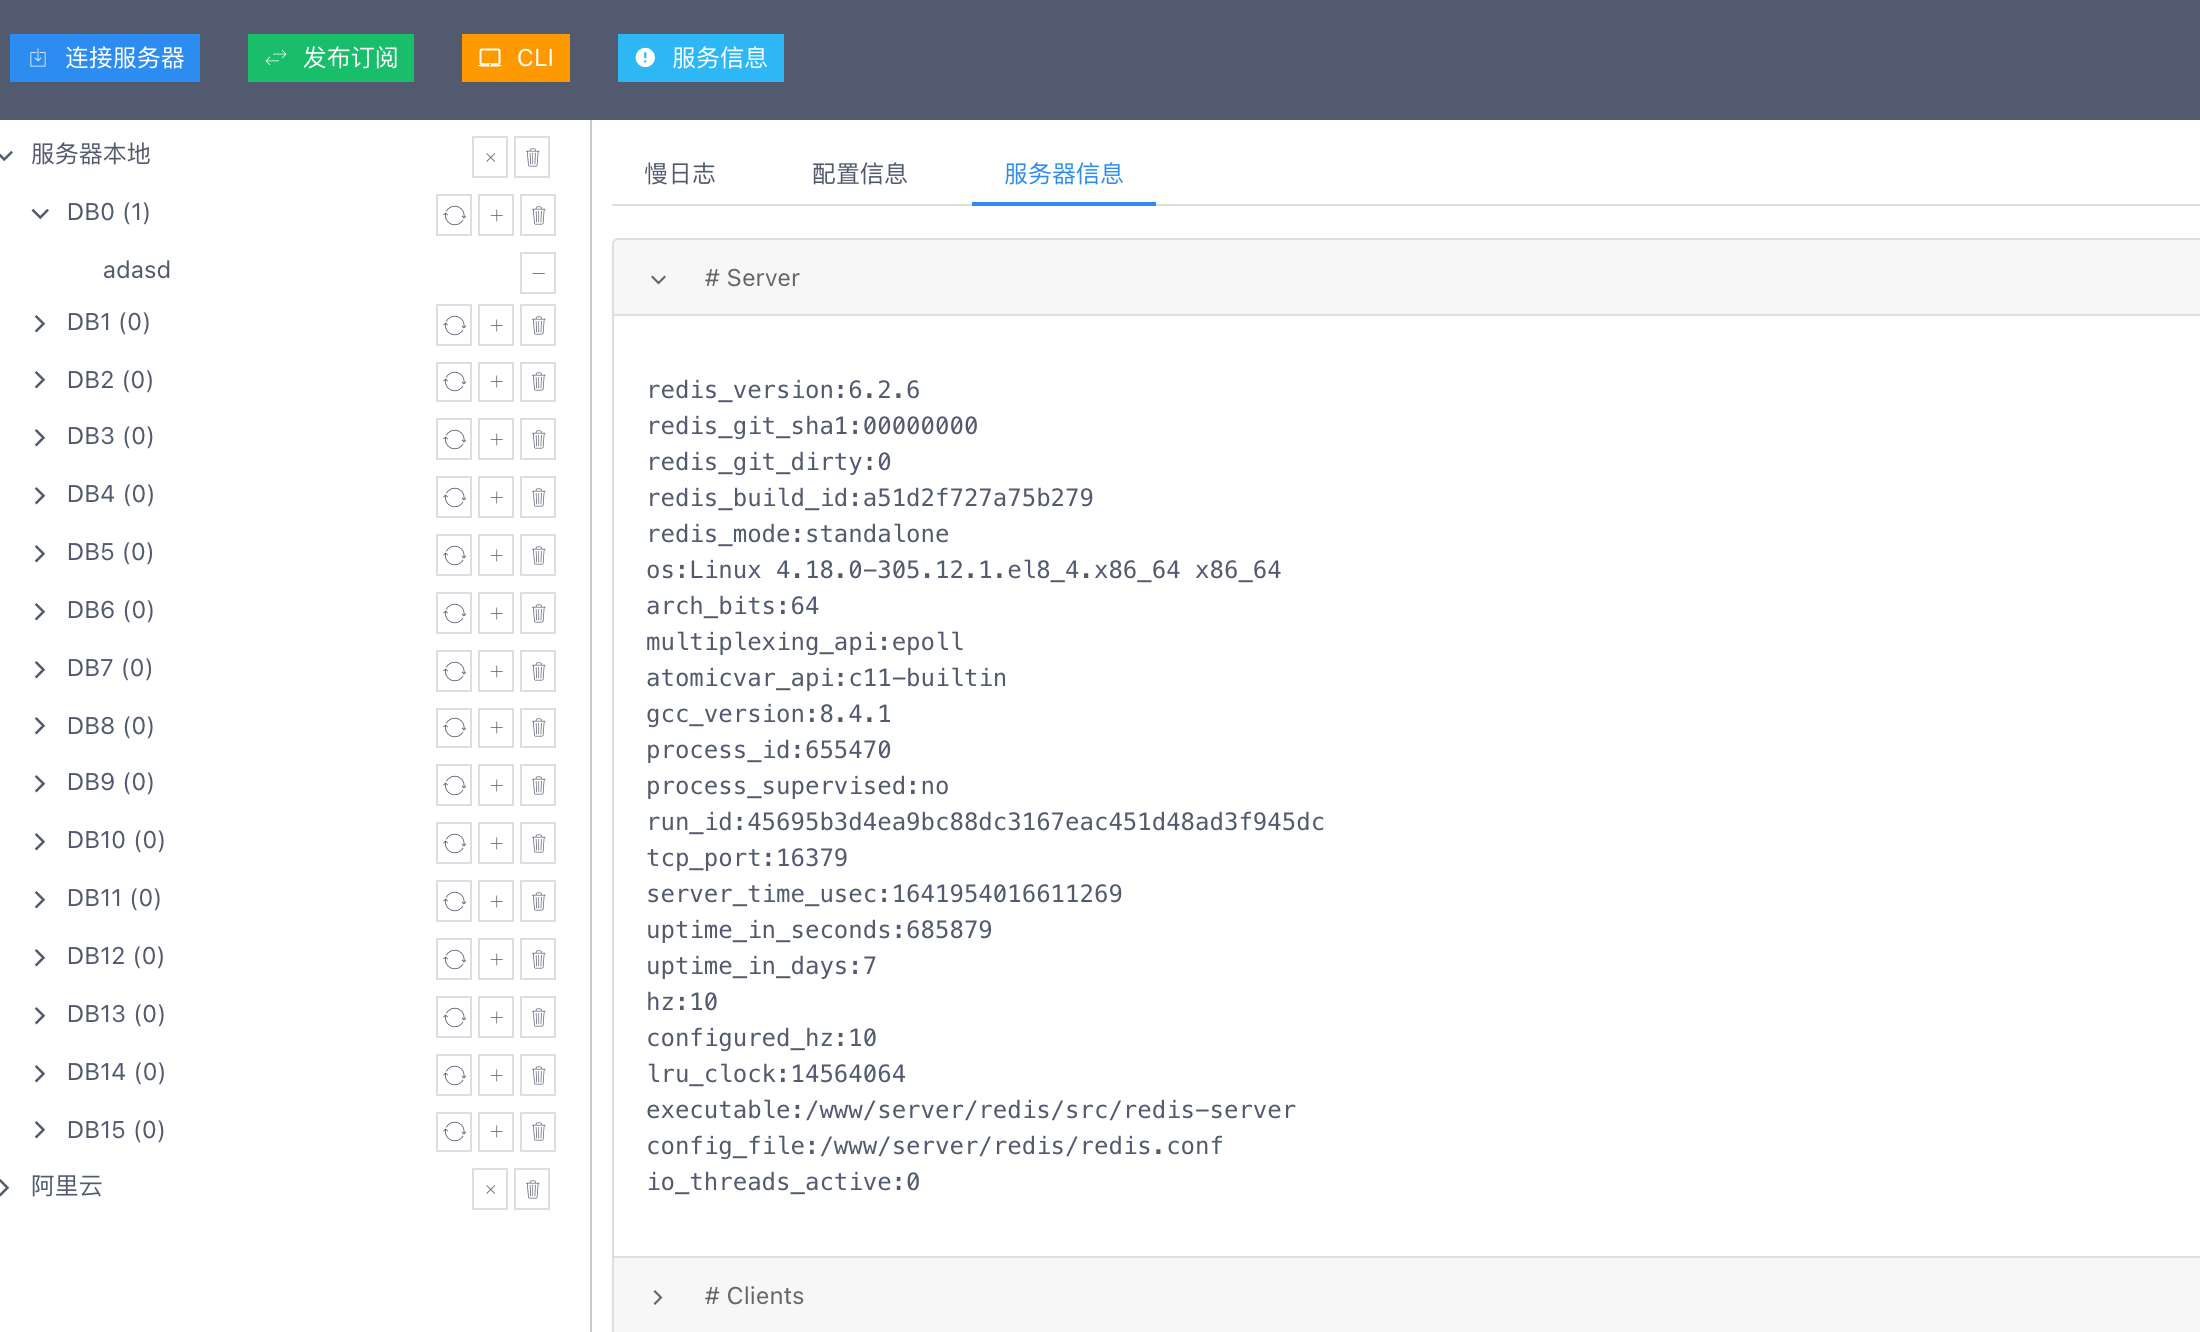 连接服务器
发布订阅
CLI
服务信息
服务器本地
DB0 (1)
adasd
DB1 (0)
DB2 (0)
DB3 (0)
DB4 (0)
DB5 (0)
DB6 (0)
DB7 (0)
DB8 (0)
DB9 (0)
DB10 (0)
DB11 (0)
DB12 (0)
DB13 (0)
DB14 (0)
DB15 (0)
阿里云
慢日志
配置信息
服务器信息
# Server
redis_version:6.2.6
redis_git_sha1:00000000
redis_git_dirty:0
redis_build_id:a51d2f727a75b279
redis_mode:standalone
os:Linux 4.18.0-305.12.1.el8_4.x86_64 x86_64
arch_bits:64
multiplexing_api:epoll
atomicvar_api:c11-builtin
gcc_version:8.4.1
process_id:655470
process_supervised:no
run_id:45695b3d4ea9bc88dc3167eac451d48ad3f945dc
tcp_port:16379
server_time_usec:1641954016611269
uptime_in_seconds:685879
uptime_in_days:7
hz:10
configured_hz:10
lru_clock:14564064
executable:/www/server/redis/src/redis-server
config_file:/www/server/redis/redis.conf
io_threads_active:0
# Clients